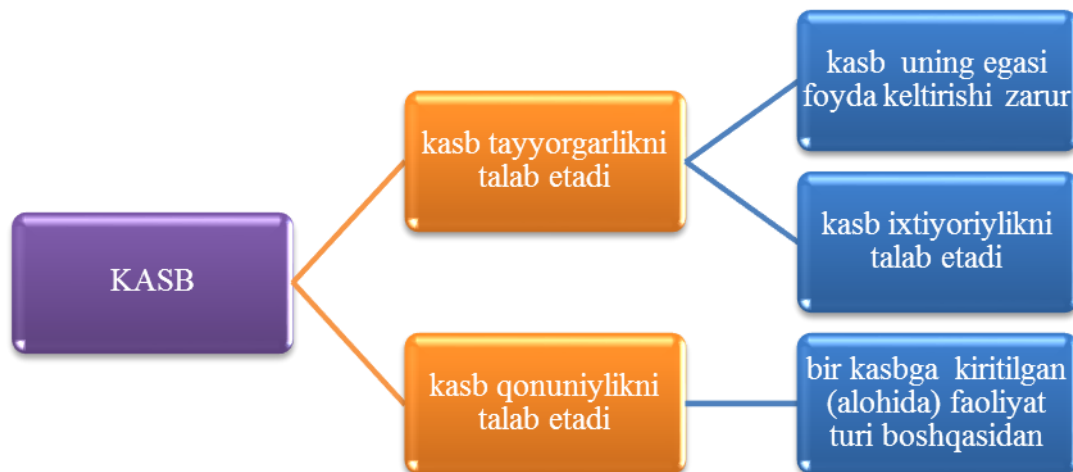 KASB
kasb tayyorgarlikni
talab etadi
kasb uning egasi
foyda keltirishi zarur
kasb ixtiyoriylikni
talab etadi
kasb qonuniylikni
talab etadi
bir kasbga kiritilgan
(alohida) faoliyat
turi boshqasidan